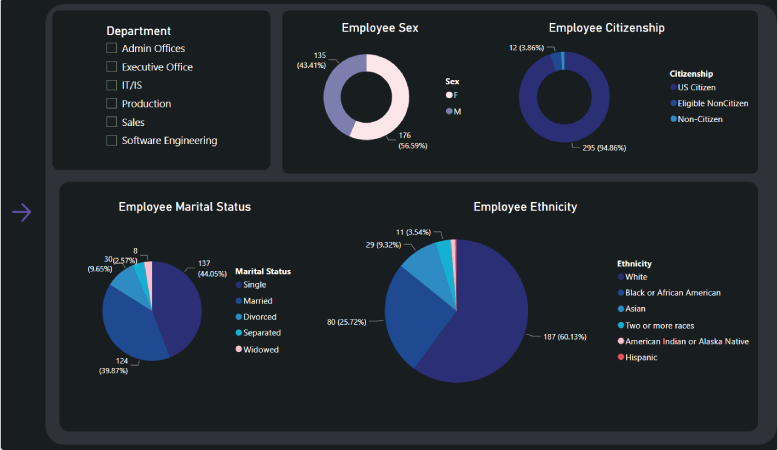 Department
Admin Offices
Executive Office
IT/IS
Production
Sales
Software Engineering
Employee Sex
135
(43.41%)
176
(56.59%)
Sex
F
M
Employee Citizenship
12 (3.86%)
295 (94.86%)
Citizenship
US Citizen
Eligible NonCitizen
Non-Citizen
Employee Marital Status
8
(2.57%)
30
(9.65%)
137
(44.05%)
124
(39.87%)
Marital Status
Single
Married
Divorced
Separated
Widowed
Employee Ethnicity
11 (3.54%)
29 (9.32%)
80 (25.72%)
187 (60.13%)
Ethnicity
White
Black or African American
Asian
Two or more races
American Indian or Alaska Native
Hispanic